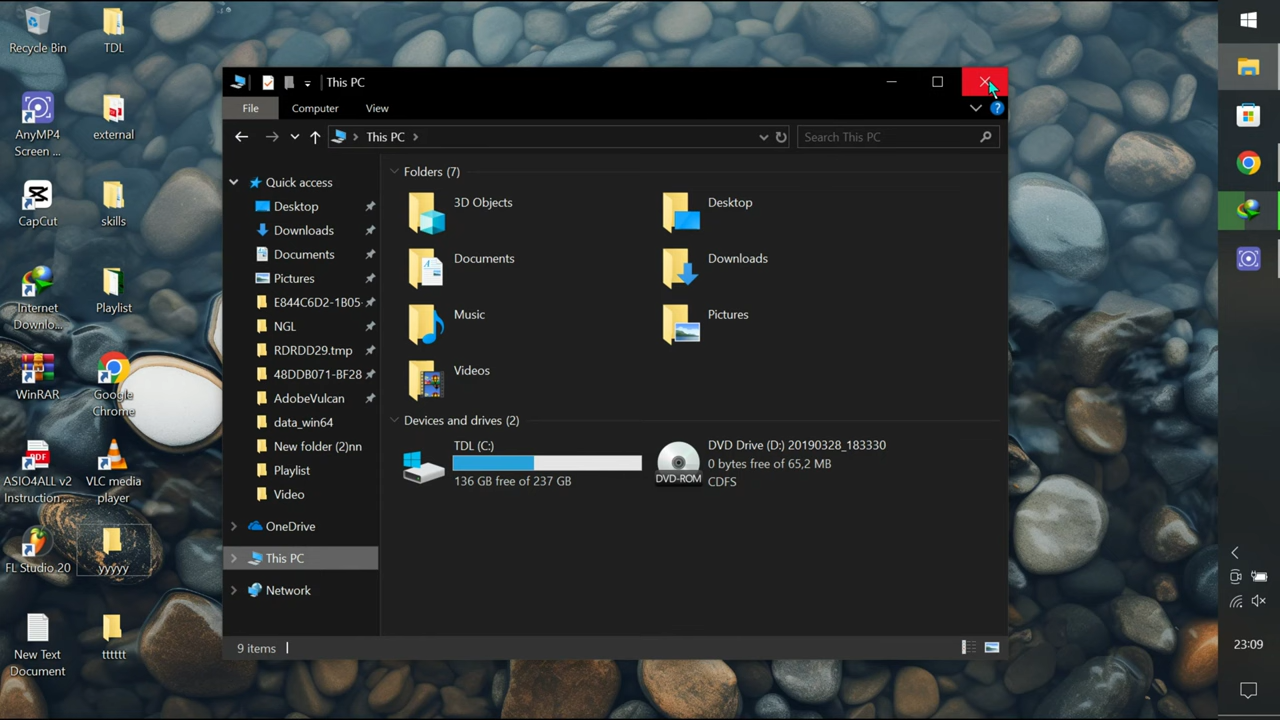 Recycle Bin
TDL
AnyMP4
Screen ...
external
CapCut
skills
Internet
Downlo...
Playlist
WinRAR
Google
Chrome
ASIO4ALL v2
Instruction ...
VLC media
player
FL Studio 20
yyyyy
New Text
Document
tttttt
This PC
File
Computer
View
This PC
Search This PC
Quick access
Desktop
Downloads
Documents
Pictures
E844C6D2-1B05-
NGL
RDRDD29.tmp
48DDB071-BF28
AdobeVulcan
data_win64
New folder (2)nn
Playlist
Video
OneDrive
This PC
Network
Folders (7)
3D Objects
Desktop
Documents
Downloads
Music
Pictures
Videos
Devices and drives (2)
TDL (C:)
136 GB free of 237 GB
DVD Drive (D:) 20190328_183330
0 bytes free of 65,2 MB
CDFS
DVD-ROM
9 items
23:09